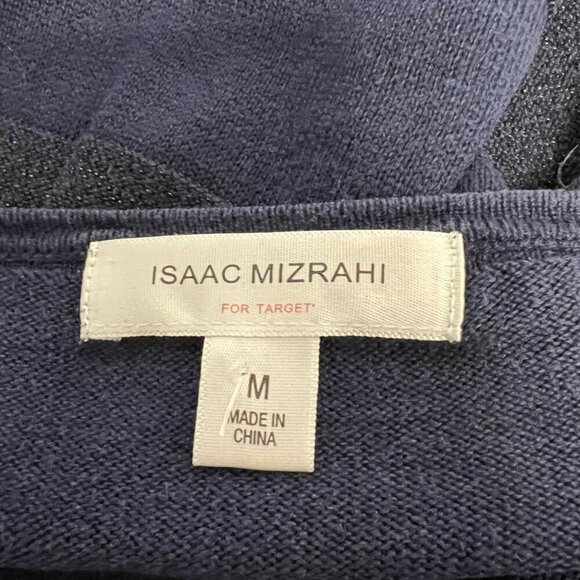 ISAAC MIZRAHI
FOR TARGET*
M
MADE IN
CHINA